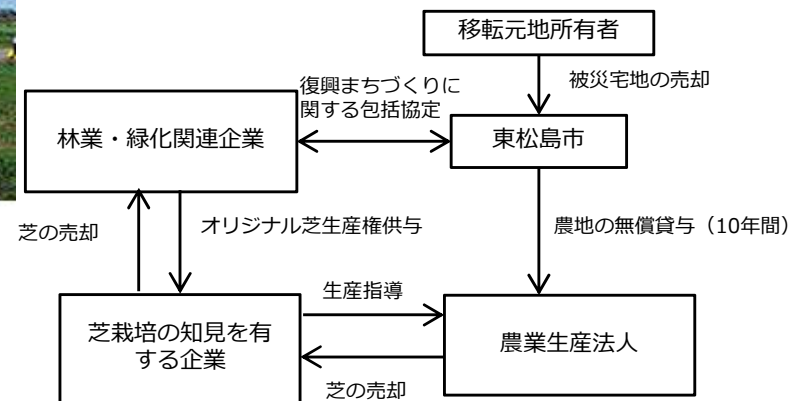 移転元地所有者
被災宅地の売却
復興まちづくりに
関する包括協定
林業・緑化関連企業
東松島市
芝の売却
オリジナル芝生産権供与
農地の無償貸与（10年間）
生産指導
芝栽培の知見を有
する企業
農業生産法人
芝の売却